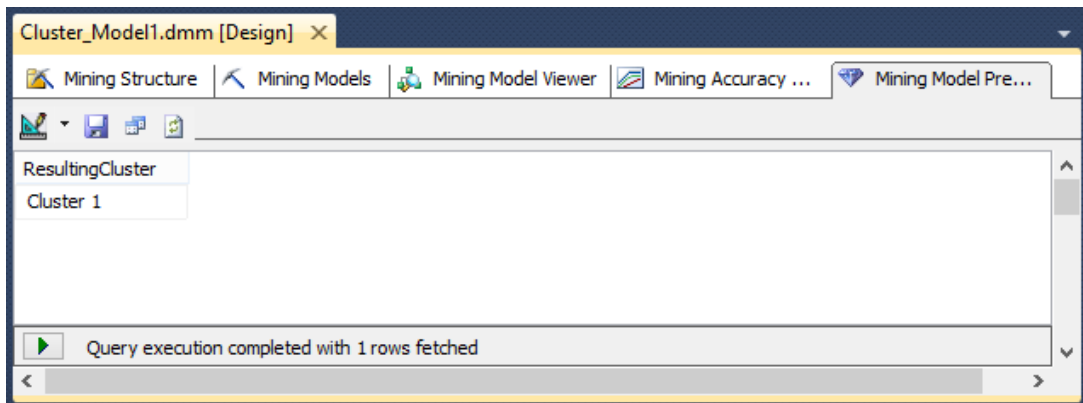 Cluster_Model1.dmm [Design]
Mining Structure Mining Models Mining Model Viewer Mining Accuracy ... Mining Model Pre...
ResultingCluster
Cluster 1
Query execution completed with 1 rows fetched